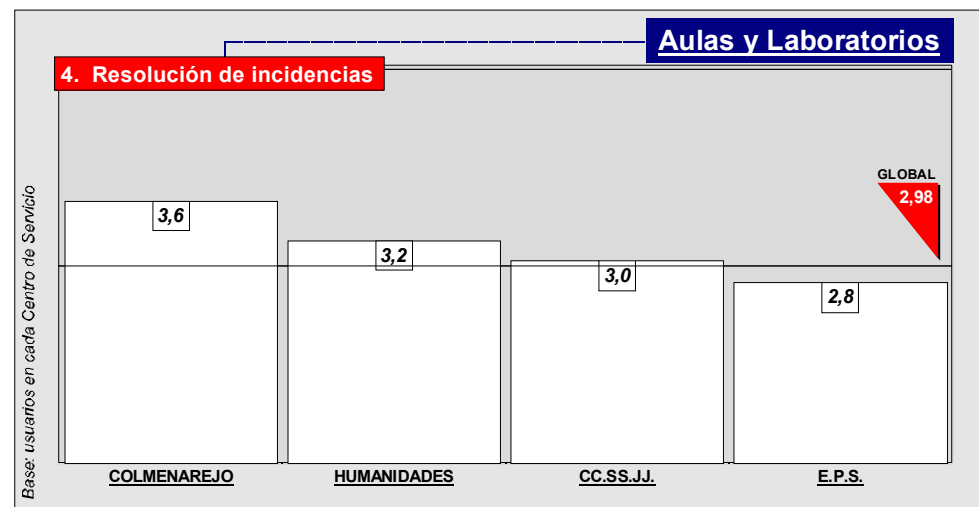 Aulas y Laboratorios
4. Resolución de incidencias
GLOBAL
2,98
3,6
3,2
3,0
2,8
COLMENAREJO
HUMANIDADES
CC.SS.JJ.
E.P.S.
Base: usuarios en cada Centro de Servicio